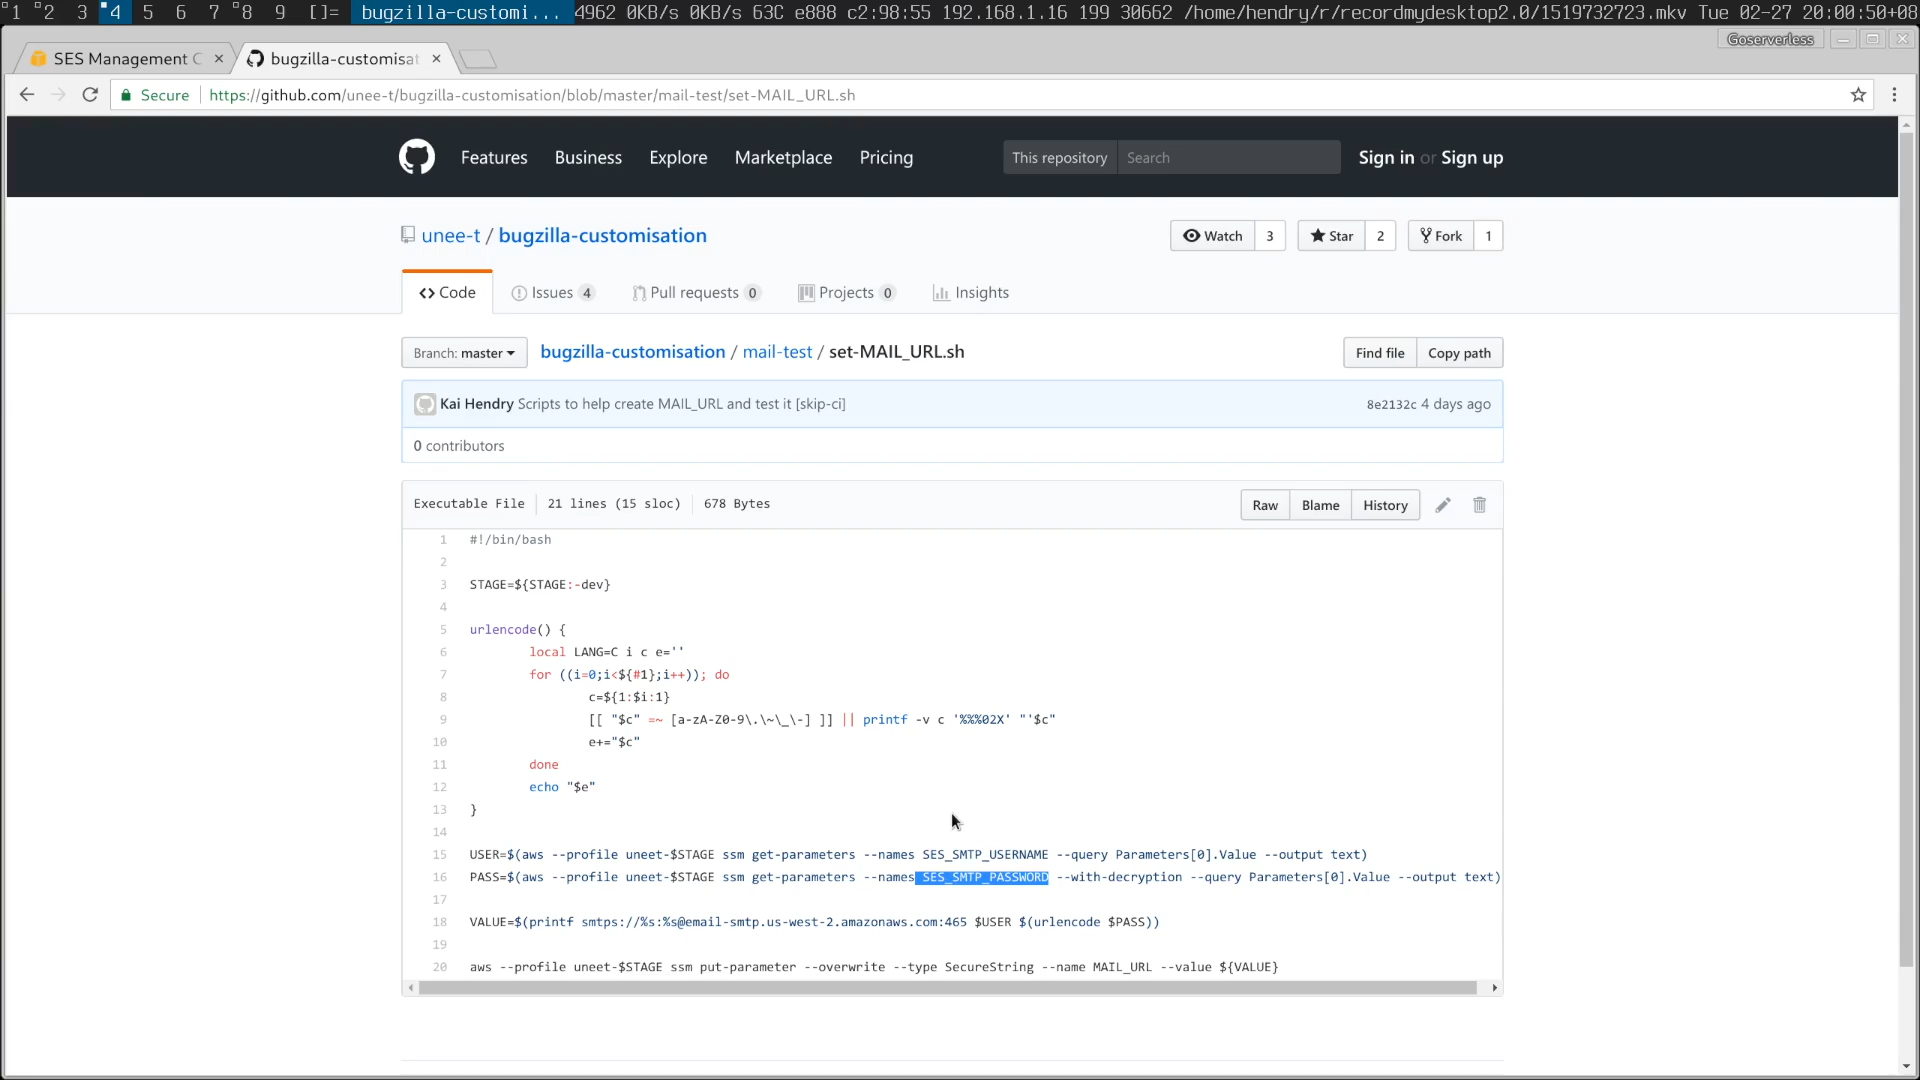 1 2 3 4 5 6 7 8 9 []= bugzilla-customi... 4962 0KB/s 0KB/s 63C e888 c2:98:55 192.168.1.16 199 30662 /home/hendry/r/recordmydesktop2.0/1519732723.mkv Tue 02-27 20:00:50+08
SES Management C
bugzilla-customisat
Goserverless
Secure https://github.com/unee-t/bugzilla-customisation/blob/master/mail-test/set-MAIL_URL.sh
Features Business Explore Marketplace Pricing This repository Search Sign in or Sign up
unee-t / bugzilla-customisation Watch 3 Star 2 Fork 1
Code Issues 4 Pull requests 0 Projects 0 Insights
Branch: master bugzilla-customisation / mail-test / set-MAIL_URL.sh Find file Copy path
Kai Hendry Scripts to help create MAIL_URL and test it [skip-ci] 8e2132c 4 days ago
0 contributors
Executable File 21 lines (15 sloc) 678 Bytes Raw Blame History
1 #!/bin/bash
2
3 STAGE=${STAGE:-dev}
4
5 urlencode() {
6 local LANG=C i c e=''
7 for ((i=0;i<${#1};i++)); do
8 c=${1:$i:1}
9 [[ "$c" =~ [a-zA-Z0-9\.\~\_\-] ]] || printf -v c '%%%02X' "'$c"
10 e+="$c"
11 done
12 echo "$e"
13 }
14
15 USER=$(aws --profile uneet-$STAGE ssm get-parameters --names SES_SMTP_USERNAME --query Parameters[0].Value --output text)
16 PASS=$(aws --profile uneet-$STAGE ssm get-parameters --names SES_SMTP_PASSWORD --with-decryption --query Parameters[0].Value --output text)
17
18 VALUE=$(printf smtps://%s:%s@email-smtp.us-west-2.amazonaws.com:465 $USER $(urlencode $PASS))
19
20 aws --profile uneet-$STAGE ssm put-parameter --overwrite --type SecureString --name MAIL_URL --value ${VALUE}